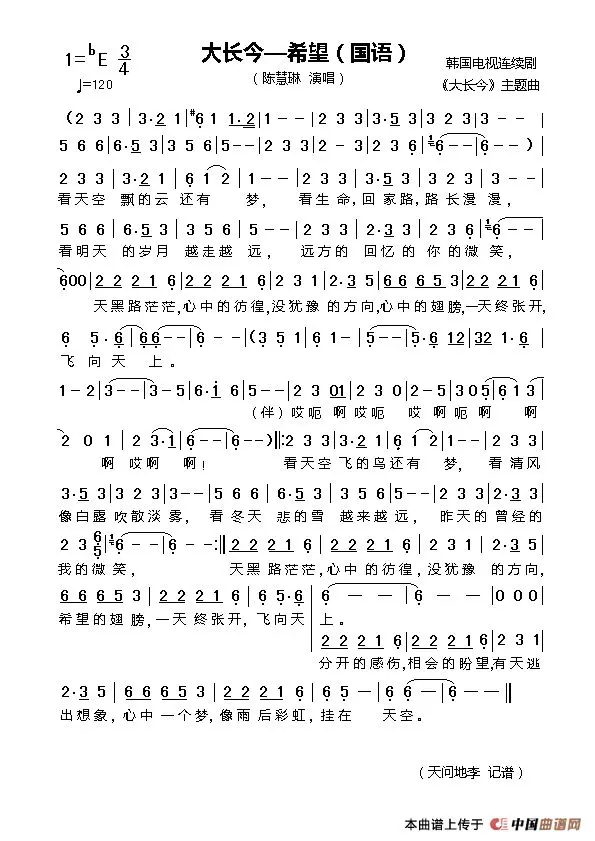 大长今—希望（国语）
（陈慧琳 演唱）
1=bE 3/4
♩=120
韩国电视连续剧
《大长今》主题曲
(2 3 3 | 3·2 1 | #6 1 1·2 | 1-- | 2 3 3 | 3·5 3 | 3 2 3 | 3 - - |
5 6 6 | 6·5 3 | 3 5 6 | 5-- | 2 3 3 | 2 - 3 | 2 3 6 | 6-- | 6-- )
2 3 3 | 3·2 1 | 6 1 2 | 1-- | 2 3 3 | 3·5 3 | 3 2 3 | 3--
看天空 飘的云 还有 梦， 看生命,回 家路,路 长漫 漫，
5 6 6 | 6·5 3 | 3 5 6 | 5-- | 2 3 3 | 2·3 5 | 2 3 6 | 6--
看明天 的岁月 越走越 远， 远方的 回忆的 你的微 笑，
6 0 0 | 2 2 2 1 6 | 2 2 2 1 6 | 2 3 1 | 2·3 5 | 6 6 6 5 3 | 2 2 2 1 6
天黑路茫茫,心中的彷徨,没犹豫 的方向,心中的翅膀,一天终张开,
6 5·6 | 6 6-- | 6-- | (3 5 1 | 6 1 - | 5-- | 5·6 12 | 32 1·6
飞 向 天 上 。
1-2 | 3-- | 3-5 | 6·1 6 | 5-- | 2 3 01 | 2 3 0 | 2-5 | 3 0 5 | 6 1 3
（伴）哎呃 啊哎呃 哎 啊呃 啊 啊
2 0 1 | 2 3·1 | 6-- | 6--) ‖: 2 3 3 | 3·2 1 | 6 1 2 | 1-- | 2 3 3
啊 哎啊 啊！ 看天空 飞的鸟还有 梦, 看 清风
3·5 3 | 3 2 3 | 3-- | 5 6 6 | 6·5 3 | 3 5 6 | 5-- | 2 3 3 | 2·3 5
像白露 吹散淡 雾, 看 冬天 悲的雪 越来越 远, 昨天的 曾经的
2 3 6 5 | 6-- | 6-- :‖ 2 2 2 1 6 | 2 2 2 1 6 | 2 3 1 | 2·3 5
我的微 笑, 天黑 路茫茫,心中 的彷徨,没犹豫 的方向,
6 6 6 5 3 | 2 2 2 1 6 | 5·6 | 6 — — | 6 — — | 0 0 0
希望的翅 膀,一天 终张开, 飞向天 上。
2 2 2 1 6 | 2 2 2 1 6 | 2 3 1
分开的感伤,相会的盼望,有天逃
2·3 5 | 6 6 6 5 3 | 2 2 2 1 6 | 6 5 — | 6 6 — | 6 — — ‖
出想象, 心中 一个梦,像雨 后彩虹,挂在 天空。
（天问地李 记谱）
本曲谱上传于 中国曲谱网